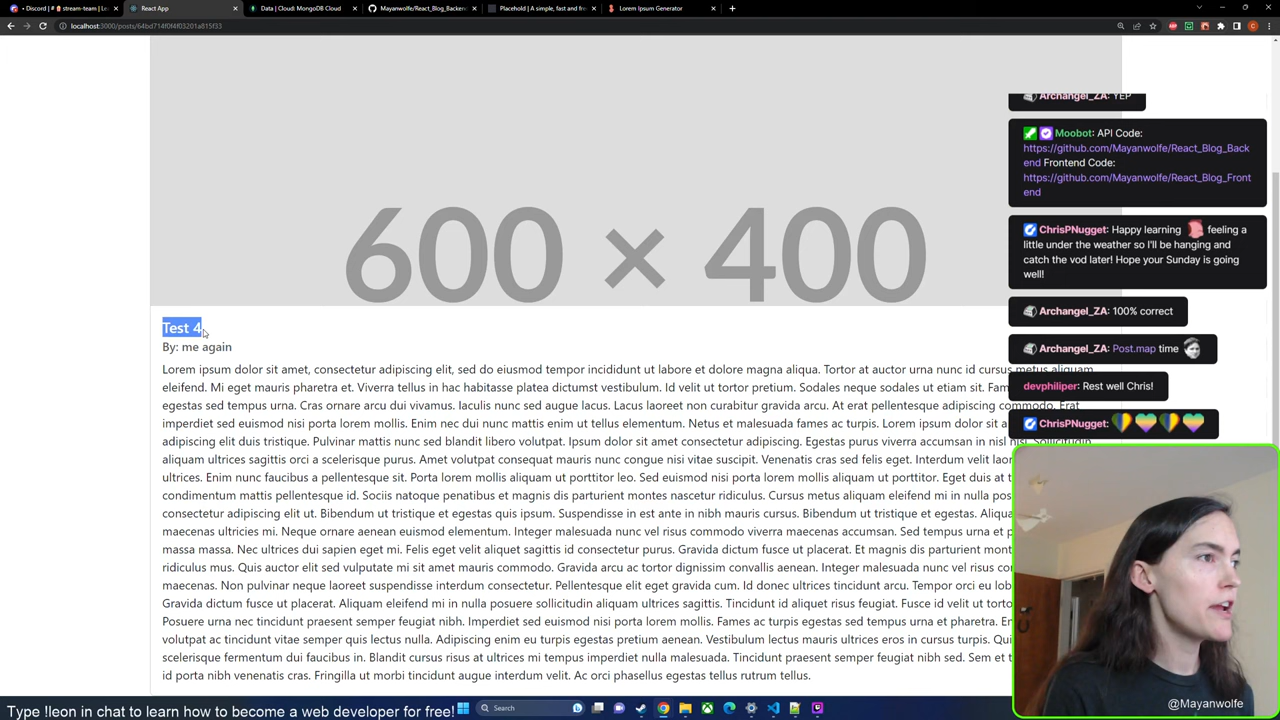 • Discord | #🥤stream-team | Le
React App
Data | Cloud: MongoDB Cloud
Mayanwolfe/React_Blog_Backen
Placehold | A simple, fast and fre
Lorem Ipsum Generator
localhost:3000/posts/64bd714f0f4f03201a815f33
600 × 400
Test 4
By: me again
Lorem ipsum dolor sit amet, consectetur adipiscing elit, sed do eiusmod tempor incididunt ut labore et dolore magna aliqua. Tortor at auctor urna nunc id cursus metus aliquam
eleifend. Mi eget mauris pharetra et. Viverra tellus in hac habitasse platea dictumst vestibulum. Id velit ut tortor pretium. Sodales neque sodales ut etiam sit. Fam
egestas sed tempus urna. Cras ornare arcu dui vivamus. Iaculis nunc sed augue lacus. Lacus laoreet non curabitur gravida arcu. At erat pellentesque adipiscing commodo. Erat
imperdiet sed euismod nisi porta lorem mollis. Enim nec dui nunc mattis enim ut tellus elementum. Netus et malesuada fames ac turpis. Lorem ipsum dolor sit amet consectetur
adipiscing elit duis tristique. Pulvinar mattis nunc sed blandit libero volutpat. Ipsum dolor sit amet consectetur adipiscing. Egestas purus viverra accumsan in nisl nisi. Sollicitudin
aliquam ultrices sagittis orci a scelerisque purus. Amet volutpat consequat mauris nunc congue nisi vitae suscipit. Venenatis cras sed felis eget. Interdum velit
ultrices. Enim nunc faucibus a pellentesque sit. Porta lorem mollis aliquam ut porttitor leo. Sed euismod nisi porta lorem mollis. Eget duis at t
condimentum mattis pellentesque id. Sociis natoque penatibus et magnis dis parturient montes nascetur ridiculus. Cursus metus aliquam eleifend mi in
consectetur adipiscing elit ut. Bibendum ut tristique et egestas quis ipsum. Suspendisse in est ante in nibh mauris cursus. Bibendum ut tristique et egestas. Aliqua
maecenas ultricies mi. Neque ornare aenean euismod elementum. Integer malesuada nunc vel risus commodo viverra maecenas accumsan. Sed tempus urna et pha
massa massa. Nec ultrices dui sapien eget mi. Felis eget velit aliquet sagittis id consectetur purus. Gravida dictum fusce ut placerat. Et magnis dis parturient mont
ridiculus mus. Quis auctor elit sed vulputate mi sit amet mauris commodo. Gravida arcu ac tortor dignissim convallis aenean. Integer malesuada nunc vel
maecenas. Non pulvinar neque laoreet suspendisse interdum consectetur. Pellentesque elit eget gravida cum. Id donec ultrices tincidunt arcu. Tempor orci eu lob
Gravida dictum fusce ut placerat. Aliquam eleifend mi in nulla posuere sollicitudin aliquam ultrices sagittis. Tincidunt id aliquet risus feugiat. Fusce id velit ut torto
Posuere urna nec tincidunt praesent semper feugiat nibh. Imperdiet sed euismod nisi porta lorem mollis. Fames ac turpis egestas sed tempus urna et pharetra. En
volutpat ac tincidunt vitae semper quis lectus nulla. Adipiscing enim eu turpis egestas pretium aenean. Vestibulum lectus mauris ultrices eros in cursus turpis. Qu
scelerisque fermentum dui faucibus in. Blandit cursus risus at ultrices mi tempus imperdiet nulla malesuada. Tincidunt praesent semper feugiat nibh sed. Sem et t
id porta nibh venenatis cras. Fringilla ut morbi tincidunt augue interdum velit. Ac orci phasellus egestas tellus rutrum tellus.
Archangel_ZA: YEP
Moobot: API Code:
https://github.com/Mayanwolfe/React_Blog_Back
end Frontend Code:
https://github.com/Mayanwolfe/React_Blog_Front
end
ChrisPNugget: Happy learning feeling a
little under the weather so I'll be hanging and
catch the vod later! Hope your Sunday is going
well!
Archangel_ZA: 100% correct
Archangel_ZA: Post.map time
devphiliper: Rest well Chris!
ChrisPNugget:
@Mayanwolfe
Type !leon in chat to learn how to become a web developer for free!
Search